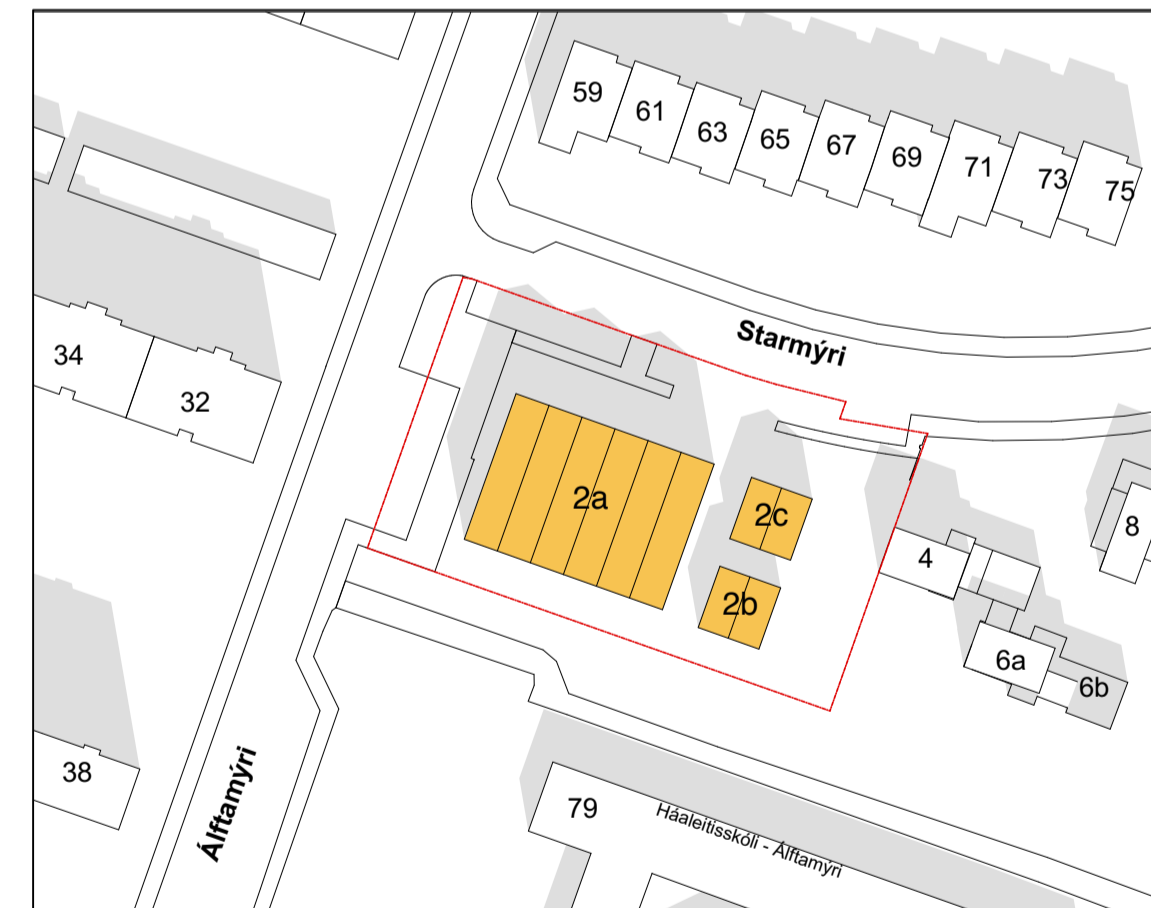 59
61
63
65
67
69
71
73
75
Starmýri
34
32
2a
2c
2b
4
8
6a
6b
38
Álftamýri
79
Háaleitisskóli - Álftamýri